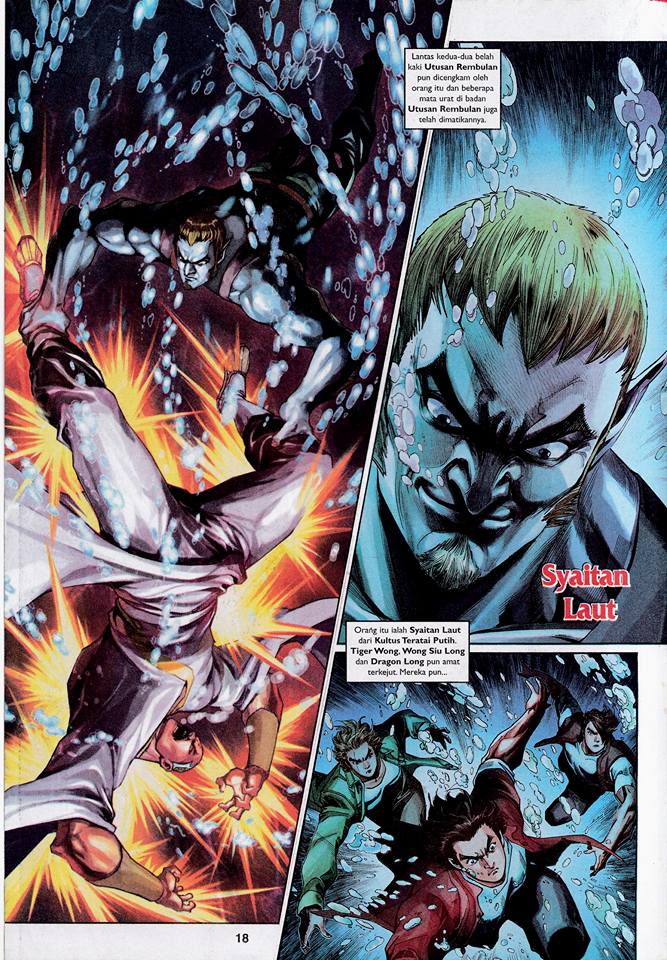 Lantas kedua-dua belah
kaki Utusan Rembulan
pun dicengkam oleh
orang itu dan beberapa
mata urat di badan
Utusan Rembulan juga
telah dimatikannya.
Syaitan
Laut
Orang itu ialah Syaitan Laut
dari Kultus Teratai Putih.
Tiger Wong, Wong Siu Long
dan Dragon Long pun amat
terkejut. Mereka pun...
18